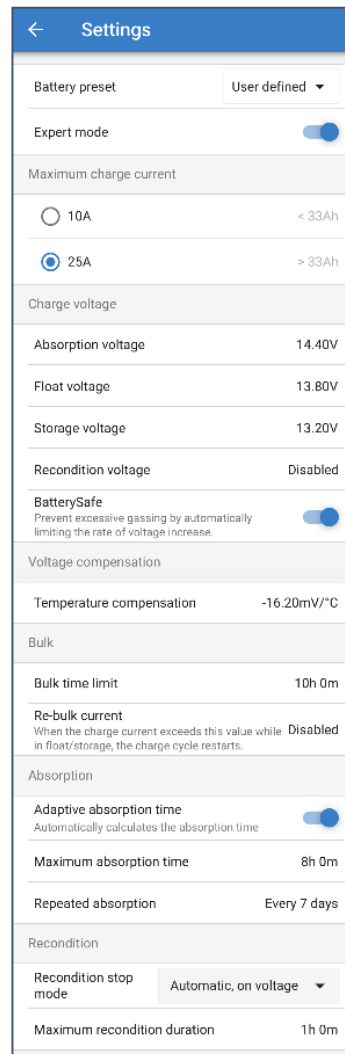 Settings
Battery preset User defined
Expert mode
Maximum charge current
10A < 33Ah
25A > 33Ah
Charge voltage
Absorption voltage 14.40V
Float voltage 13.80V
Storage voltage 13.20V
Recondition voltage Disabled
BatterySafe
Prevent excessive gassing by automatically
limiting the rate of voltage increase.
Voltage compensation
Temperature compensation -16.20mV/°C
Bulk
Bulk time limit 10h 0m
Re-bulk current
When the charge current exceeds this value while Disabled
in float/storage, the charge cycle restarts.
Absorption
Adaptive absorption time
Automatically calculates the absorption time
Maximum absorption time 8h 0m
Repeated absorption Every 7 days
Recondition
Recondition stop
mode Automatic, on voltage
Maximum recondition duration 1h 0m